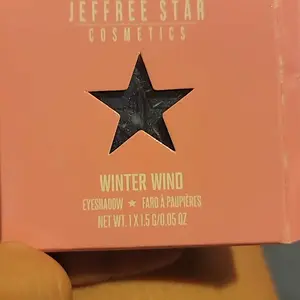 JEFFREE STAR
COSMETICS
WINTER WIND
EYESHADOW ★ FARD À PAUPIÈRES
NET WT. 1 X 1.5 G/0.05 OZ